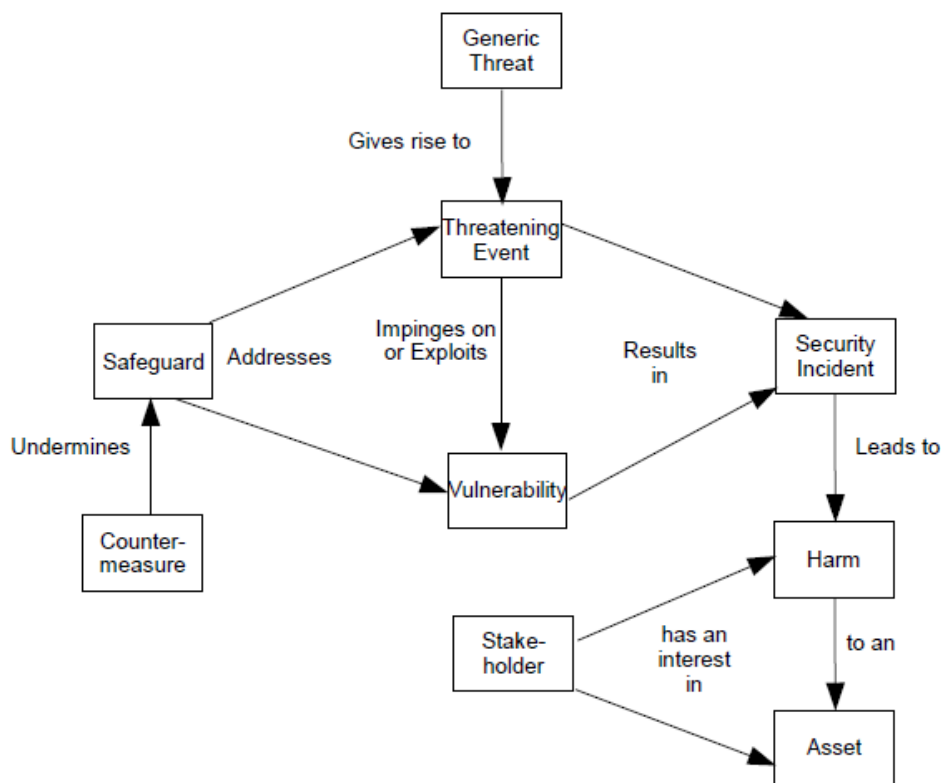 Generic
Threat
Gives rise to
Threatening
Event
Impinges on
or Exploits
Safeguard
Addresses
Results
in
Security
Incident
Undermines
Leads to
Vulnerability
Counter-
measure
Harm
Stake-
holder
has an
interest
in
to an
Asset